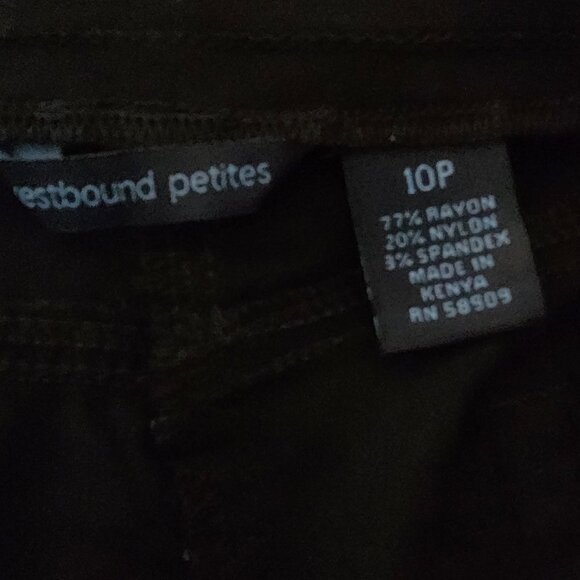 estbound petites
10P
77% RAYON
20% NYLON
3% SPANDEX
MADE IN
KENYA
RN 58909